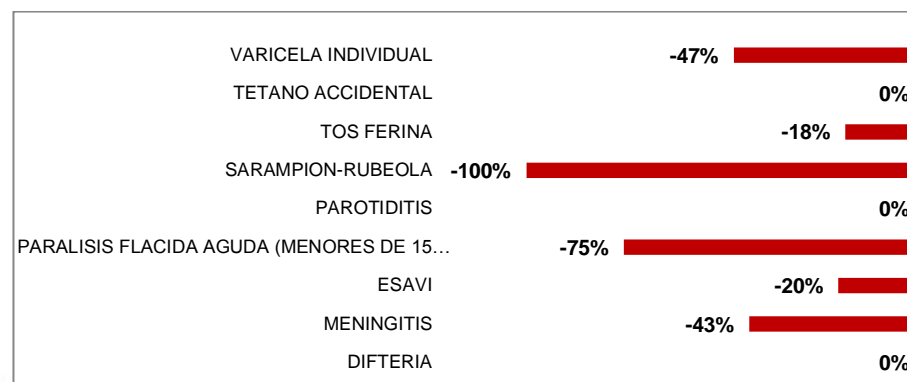 VARICELA INDIVIDUAL -47%
TETANO ACCIDENTAL 0%
TOS FERINA -18%
SARAMPION-RUBEOLA -100%
PAROTIDITIS 0%
PARALISIS FLACIDA AGUDA (MENORES DE 15… -75%
ESAVI -20%
MENINGITIS -43%
DIFTERIA 0%